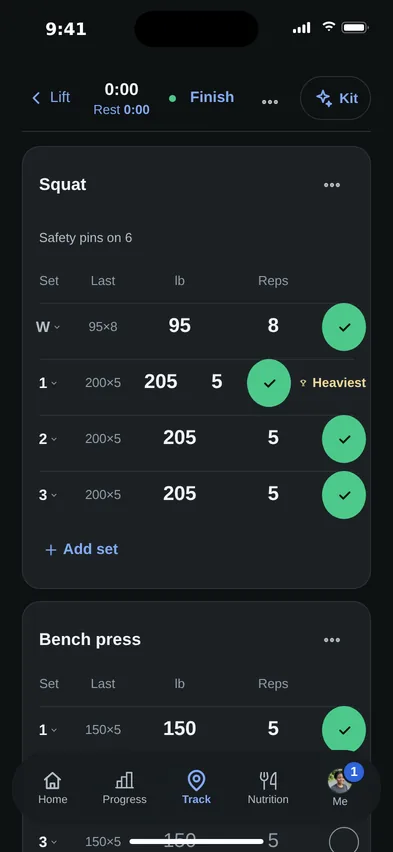 9:41
Lift
0:00
Rest 0:00
Finish
Kit
Squat
Safety pins on 6
Set Last lb Reps
W 95×8 95 8
1 200×5 205 5 Heaviest
2 200×5 205 5
3 200×5 205 5
+ Add set
Bench press
Set Last lb Reps
1 150×5 150 5
Home Progress Track Nutrition Me 1
3 150×5 150 5